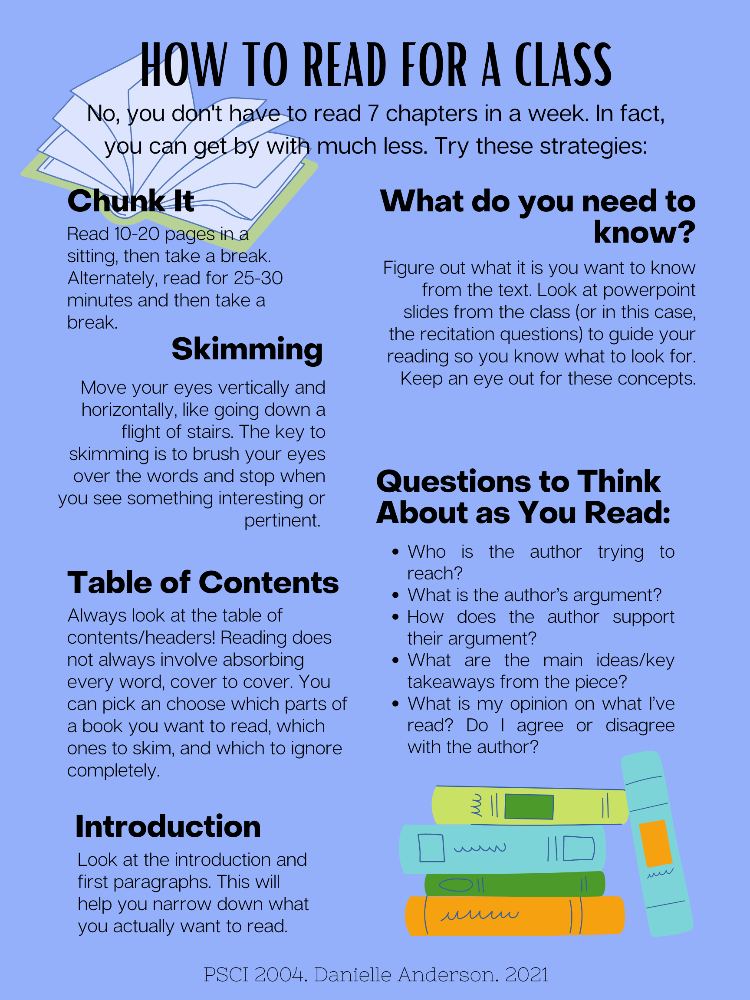 HOW TO READ FOR A CLASS
No, you don't have to read 7 chapters in a week. In fact,
you can get by with much less. Try these strategies:
Chunk It
Read 10-20 pages in a
sitting, then take a break.
Alternately, read for 25-30
minutes and then take a
break.
Skimming
Move your eyes vertically and
horizontally, like going down a
flight of stairs. The key to
skimming is to brush your eyes
over the words and stop when
you see something interesting or
pertinent.
Table of Contents
Always look at the table of
contents/headers! Reading does
not always involve absorbing
every word, cover to cover. You
can pick an choose which parts of
a book you want to read, which
ones to skim, and which to ignore
completely.
Introduction
Look at the introduction and
first paragraphs. This will
help you narrow down what
you actually want to read.
What do you need to
know?
Figure out what it is you want to know
from the text. Look at powerpoint
slides from the class (or in this case,
the recitation questions) to guide your
reading so you know what to look for.
Keep an eye out for these concepts.
Questions to Think
About as You Read:
• Who is the author trying to
reach?
• What is the author’s argument?
• How does the author support
their argument?
• What are the main ideas/key
takeaways from the piece?
• What is my opinion on what I’ve
read? Do I agree or disagree
with the author?
PSCI 2004. Danielle Anderson. 2021